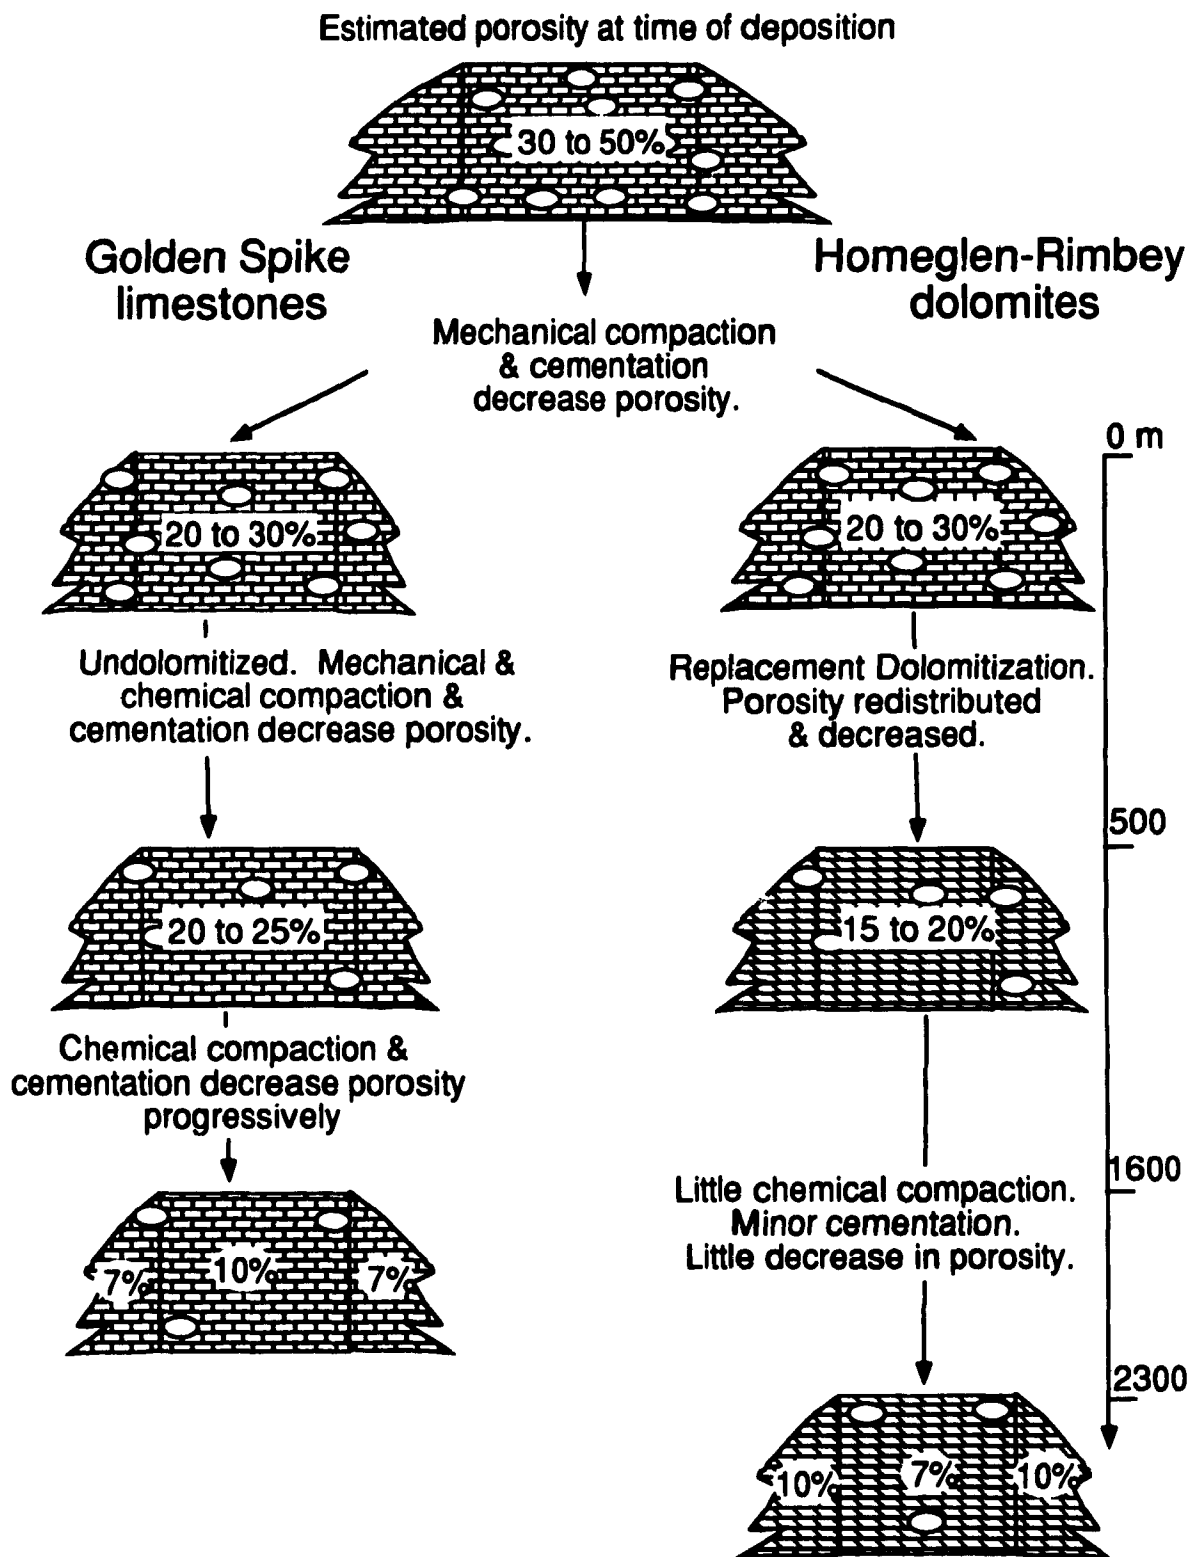 Estimated porosity at time of deposition
30 to 50%
Golden Spike
limestones
Homeglen-Rimbey
dolomites
Mechanical compaction
& cementation
decrease porosity.
0 m
20 to 30%
20 to 30%
Undolomitized. Mechanical &
chemical compaction &
cementation decrease porosity.
Replacement Dolomitization.
Porosity redistributed
& decreased.
500
20 to 25%
15 to 20%
Chemical compaction &
cementation decrease porosity
progressively
1600
Little chemical compaction.
Minor cementation.
Little decrease in porosity.
7%
10%
7%
2300
10%
7%
10%